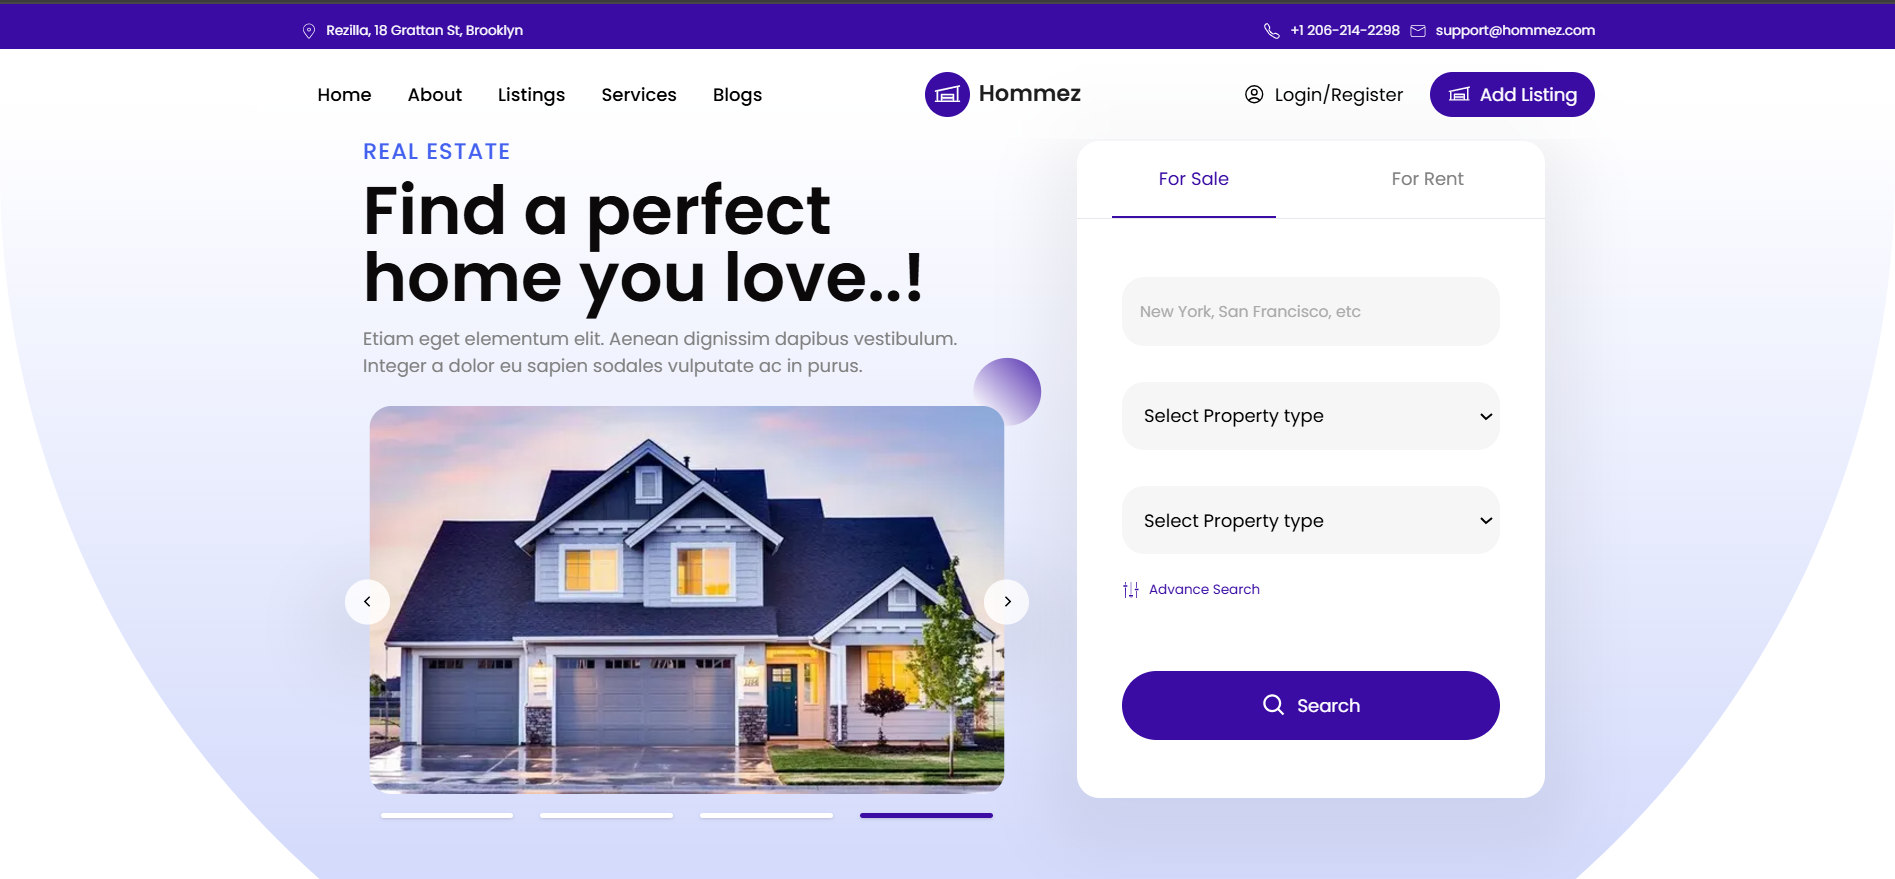 Rezilla, 18 Grattan St, Brooklyn
+1 206-214-2298
support@hommez.com
Home
About
Listings
Services
Blogs
Hommez
Login/Register
Add Listing
REAL ESTATE
Find a perfect
home you love..!
Etiam eget elementum elit. Aenean dignissim dapibus vestibulum.
Integer a dolor eu sapien sodales vulputate ac in purus.
For Sale
For Rent
New York, San Francisco, etc
Select Property type
Select Property type
Advance Search
Search